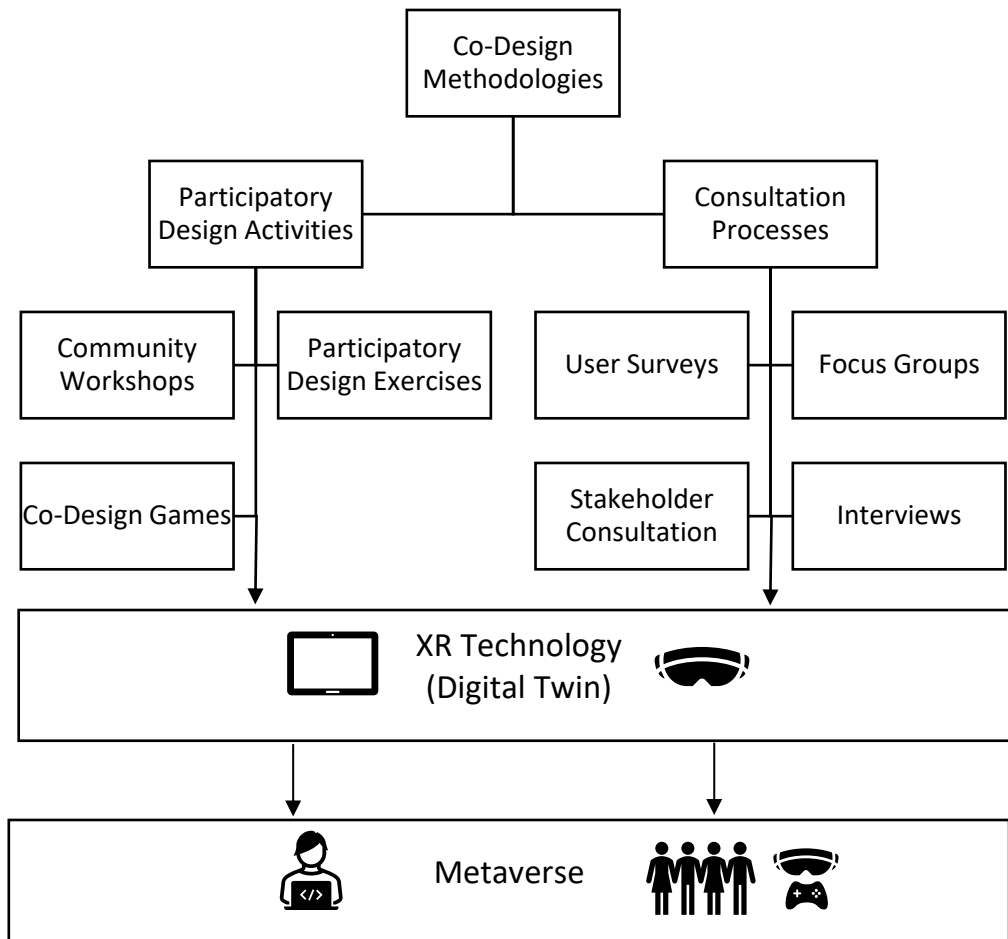 Co-Design
Methodologies
Participatory
Design Activities
Consultation
Processes
Community
Workshops
Participatory
Design Exercises
User Surveys
Focus Groups
Co-Design Games
Stakeholder
Consultation
Interviews
XR Technology
(Digital Twin)
</>
Metaverse